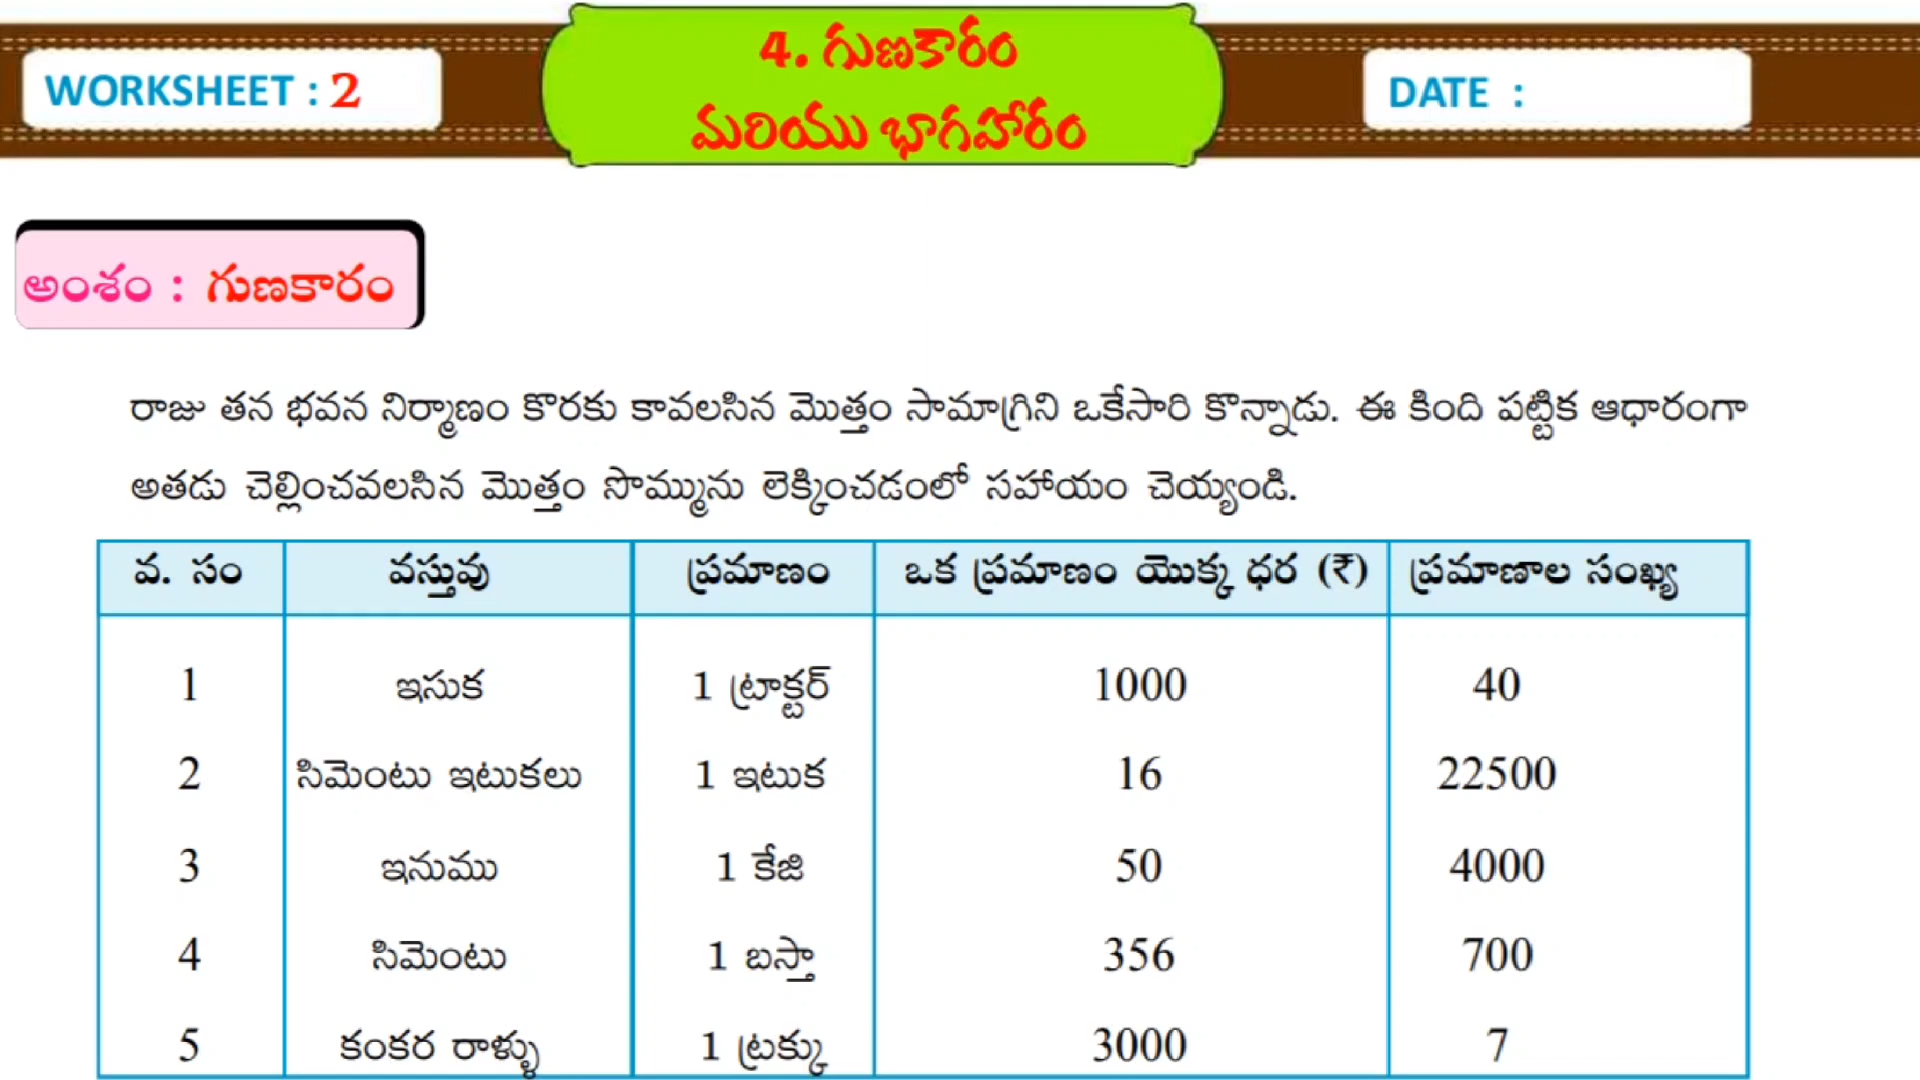 WORKSHEET : 2
4. గుణకారం
మరియు భాగహారం
DATE :
అంశం : గుణకారం
రాజు తన భవన నిర్మాణం కొరకు కావలసిన మొత్తం సామాగ్రిని ఒకేసారి కొన్నాడు. ఈ కింది పట్టిక ఆధారంగా
అతడు చెల్లించవలసిన మొత్తం సొమ్మును లెక్కించడంలో సహాయం చెయ్యండి.
వ. సం వస్తువు ప్రమాణం ఒక ప్రమాణం యొక్క ధర (₹) ప్రమాణాల సంఖ్య
1 ఇసుక 1 ట్రాక్టర్ 1000 40
2 సిమెంటు ఇటుకలు 1 ఇటుక 16 22500
3 ఇనుము 1 కేజి 50 4000
4 సిమెంటు 1 బస్తా 356 700
5 కంకర రాళ్ళు 1 ట్రక్కు 3000 7